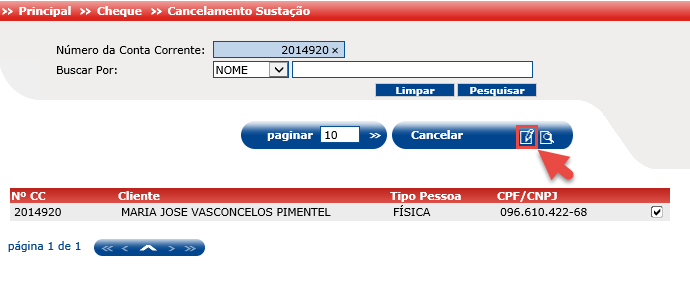 >> Principal >> Cheque >> Cancelamento Sustação
Número da Conta Corrente: 2014920 ×
Buscar Por: NOME
Limpar Pesquisar
paginar 10 >> Cancelar
Nº CC Cliente Tipo Pessoa CPF/CNPJ
2014920 MARIA JOSE VASCONCELOS PIMENTEL FÍSICA 096.610.422-68
página 1 de 1 << < > >>